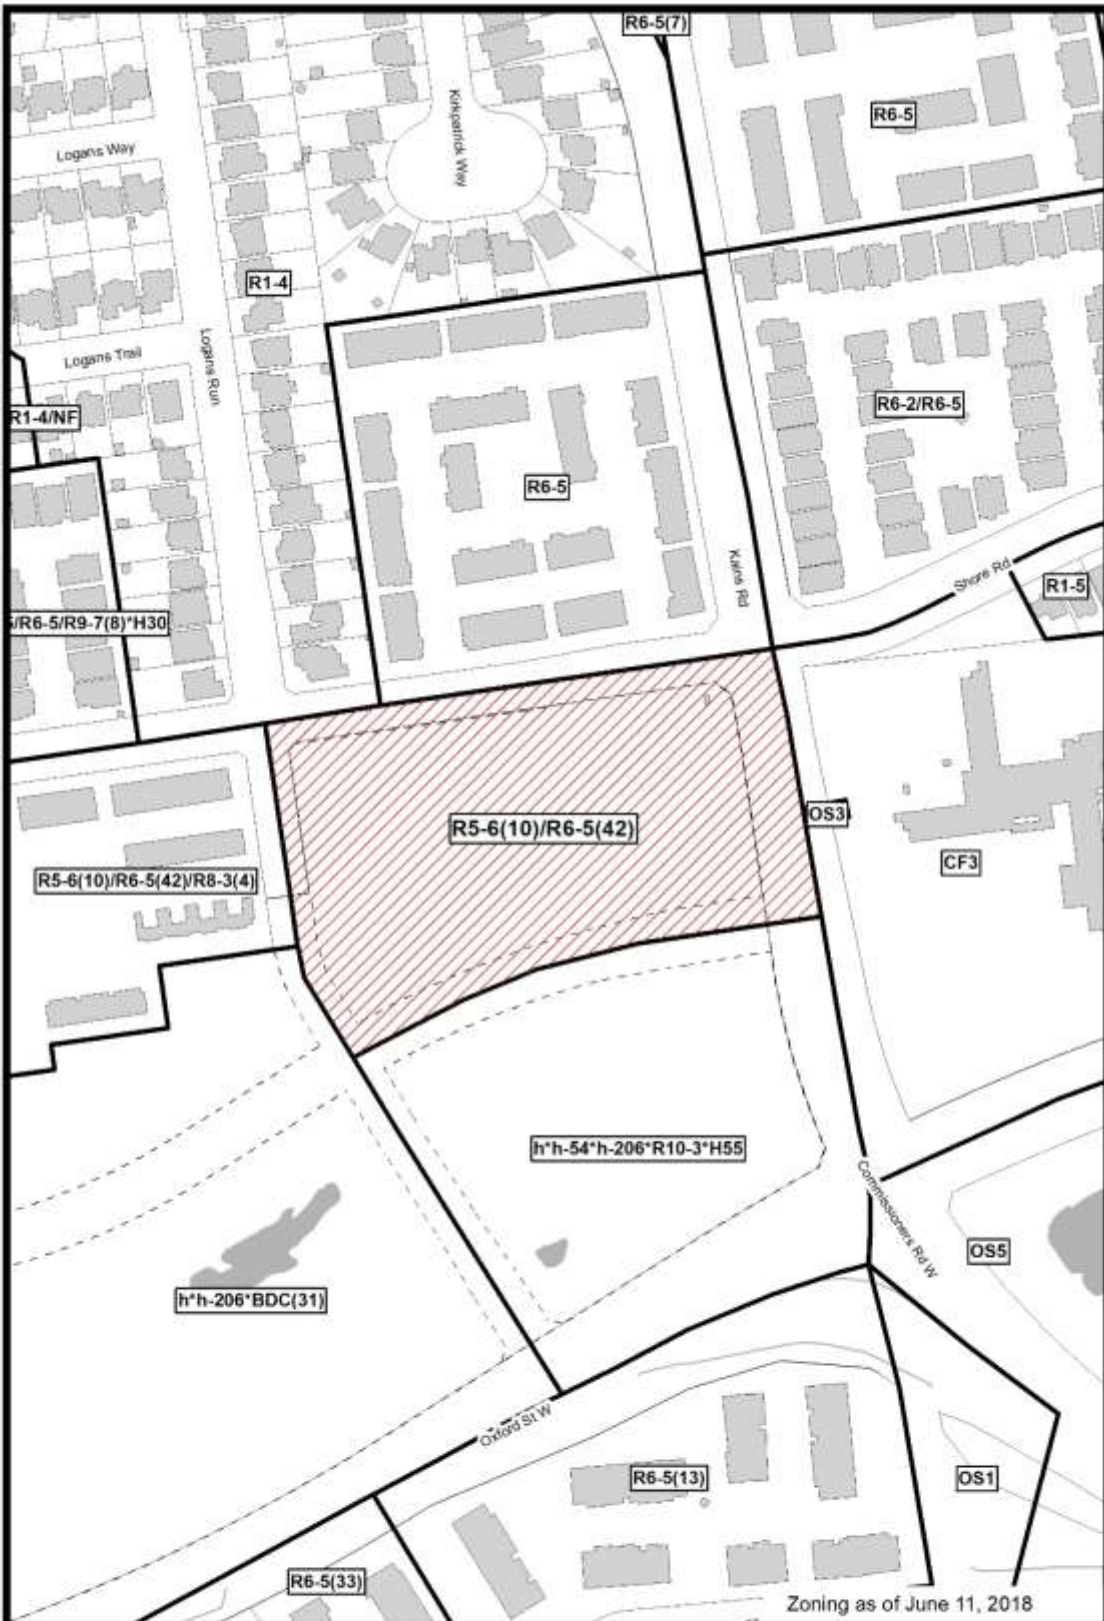 R6-5(7)
R6-5
Kirkpatrick Way
Logans Way
R1-4
Logans Run
Logans Trail
R1-4/NF
R6-2/R6-5
R6-5
Kains Rd
Shore Rd
R1-5
/R6-5/R9-7(8)*H30
OS3
R5-6(10)/R6-5(42)
CF3
R5-6(10)/R6-5(42)/R8-3(4)
h*h-54*h-206*R10-3*H55
Commissioners Rd W
OS5
h*h-206*BDC(31)
Oxford St W
R6-5(13)
OS1
R6-5(33)
Zoning as of June 11, 2018